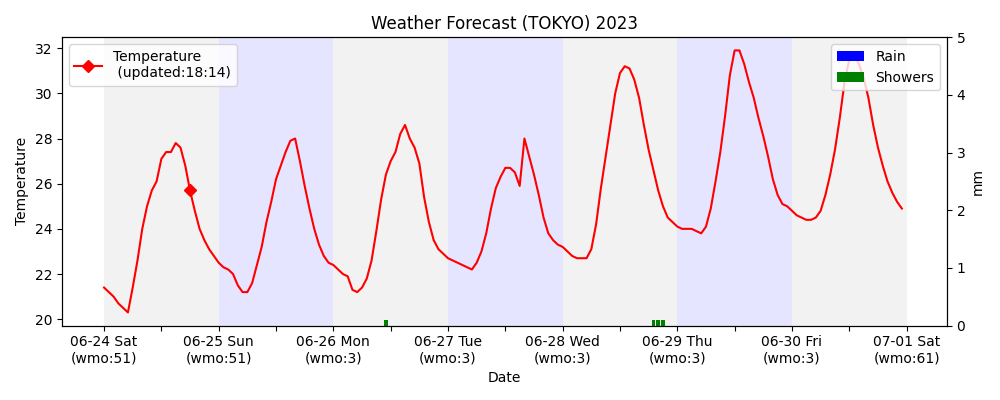 Weather Forecast (TOKYO) 2023
Temperature
(updated:18:14)
Rain
Showers
32
30
28
26
24
22
20
Temperature
5
4
3
2
1
0
mm
06-24 Sat 06-25 Sun 06-26 Mon 06-27 Tue 06-28 Wed 06-29 Thu 06-30 Fri 07-01 Sat
(wmo:51) (wmo:51) (wmo:3) (wmo:3) (wmo:3) (wmo:3) (wmo:3) (wmo:61)
Date